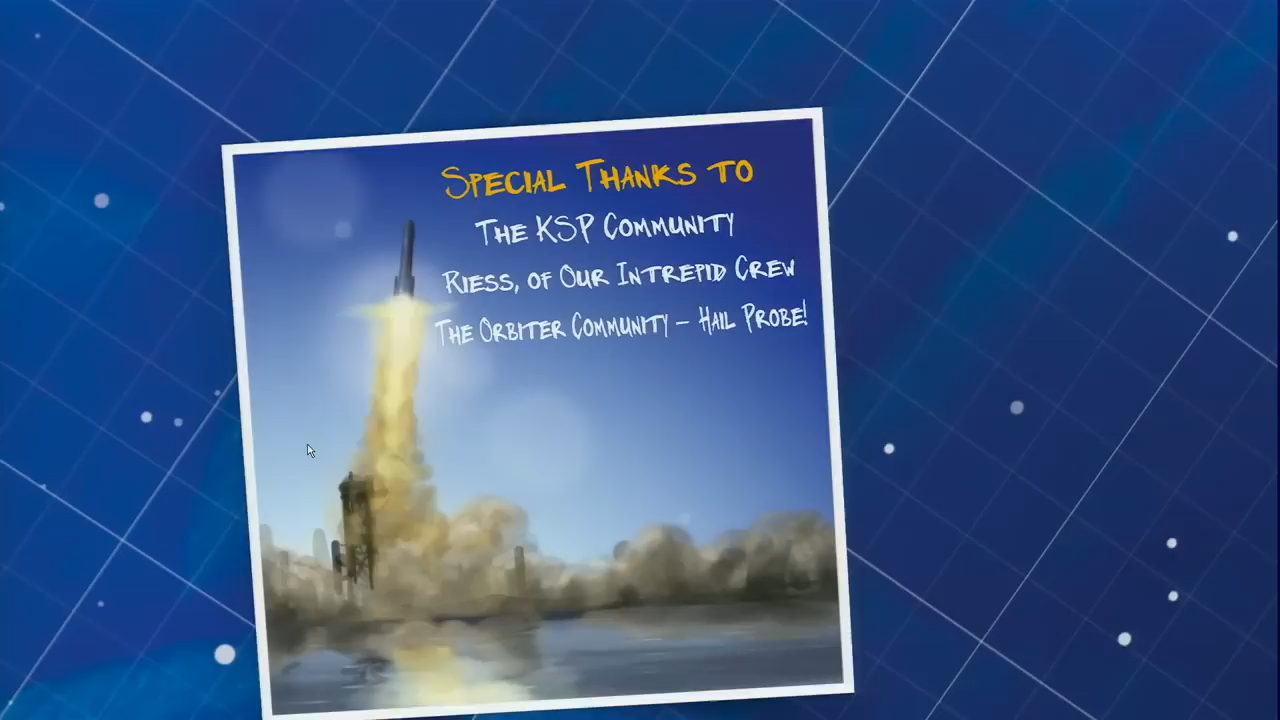 Special Thanks to
The KSP Community
Riess, of Our Intrepid Crew
The Orbiter Community – Hail Probe!